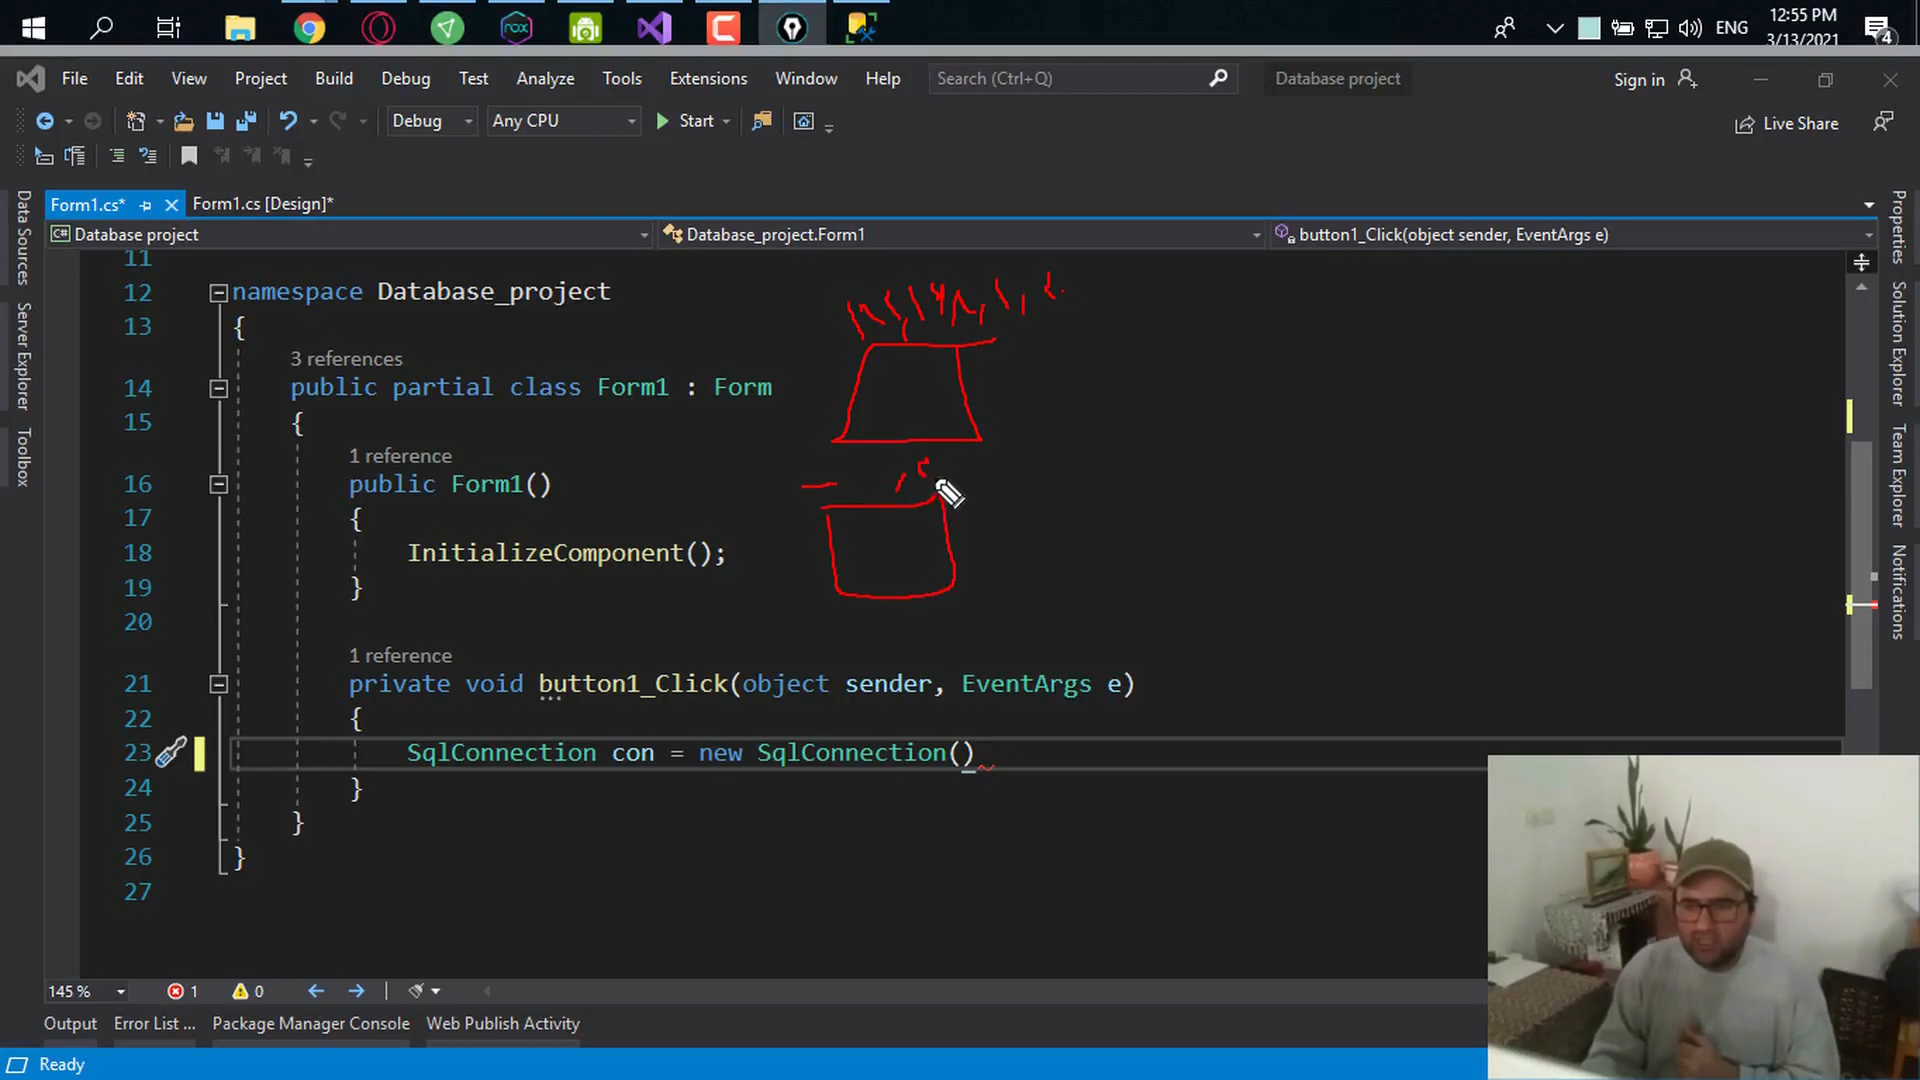 ENG
12:55 PM
3/13/2021
4
File Edit View Project Build Debug Test Analyze Tools Extensions Window Help
Search (Ctrl+Q)
Database project
Sign in
Debug
Any CPU
Start
Live Share
Form1.cs*
Form1.cs [Design]*
C# Database project
Database_project.Form1
button1_Click(object sender, EventArgs e)
Data Sources
Server Explorer
Toolbox
11
12 namespace Database_project
13 {
3 references
14 public partial class Form1 : Form
15 {
1 reference
16 public Form1()
17 {
18 InitializeComponent();
19 }
20
1 reference
21 private void button1_Click(object sender, EventArgs e)
22 {
23 SqlConnection con = new SqlConnection()
24 }
25 }
26 }
27
Properties
Solution Explorer
Team Explorer
Notifications
145 %
1
0
Output
Error List ...
Package Manager Console
Web Publish Activity
Ready